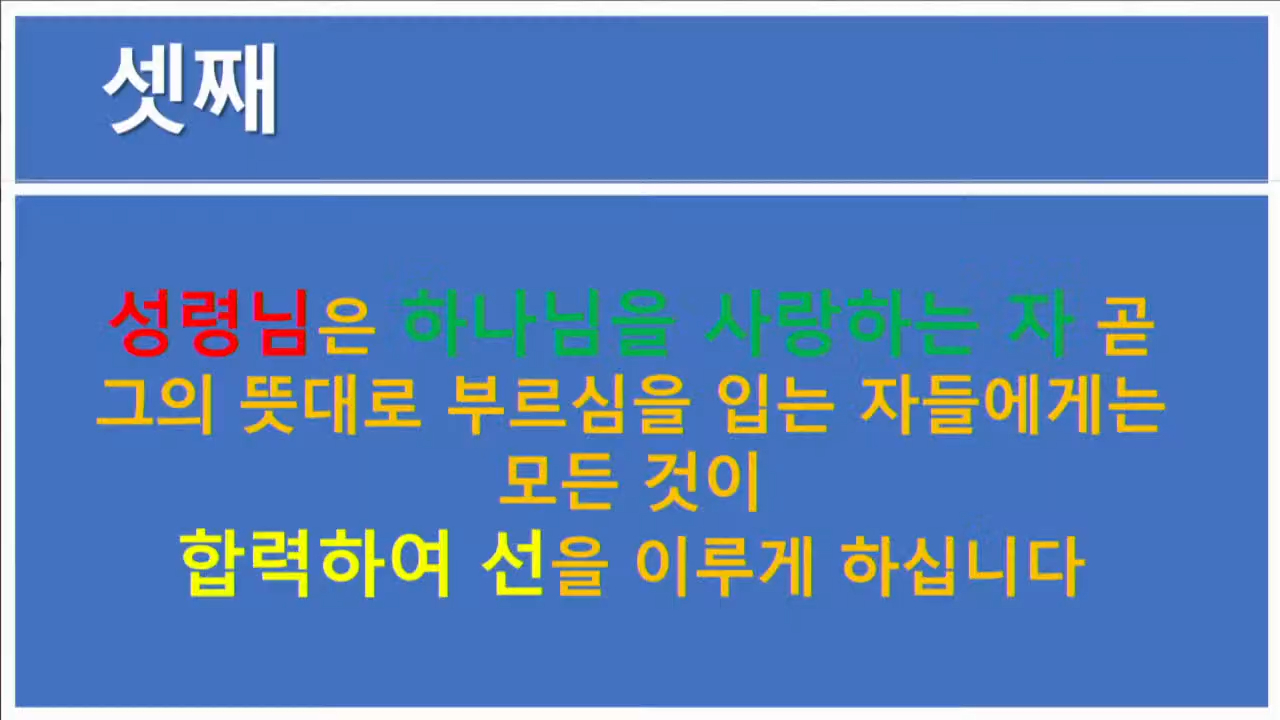 셋째
성령님은 하나님을 사랑하는 자 곧
그의 뜻대로 부르심을 입는 자들에게는
모든 것이
합력하여 선을 이루게 하십니다